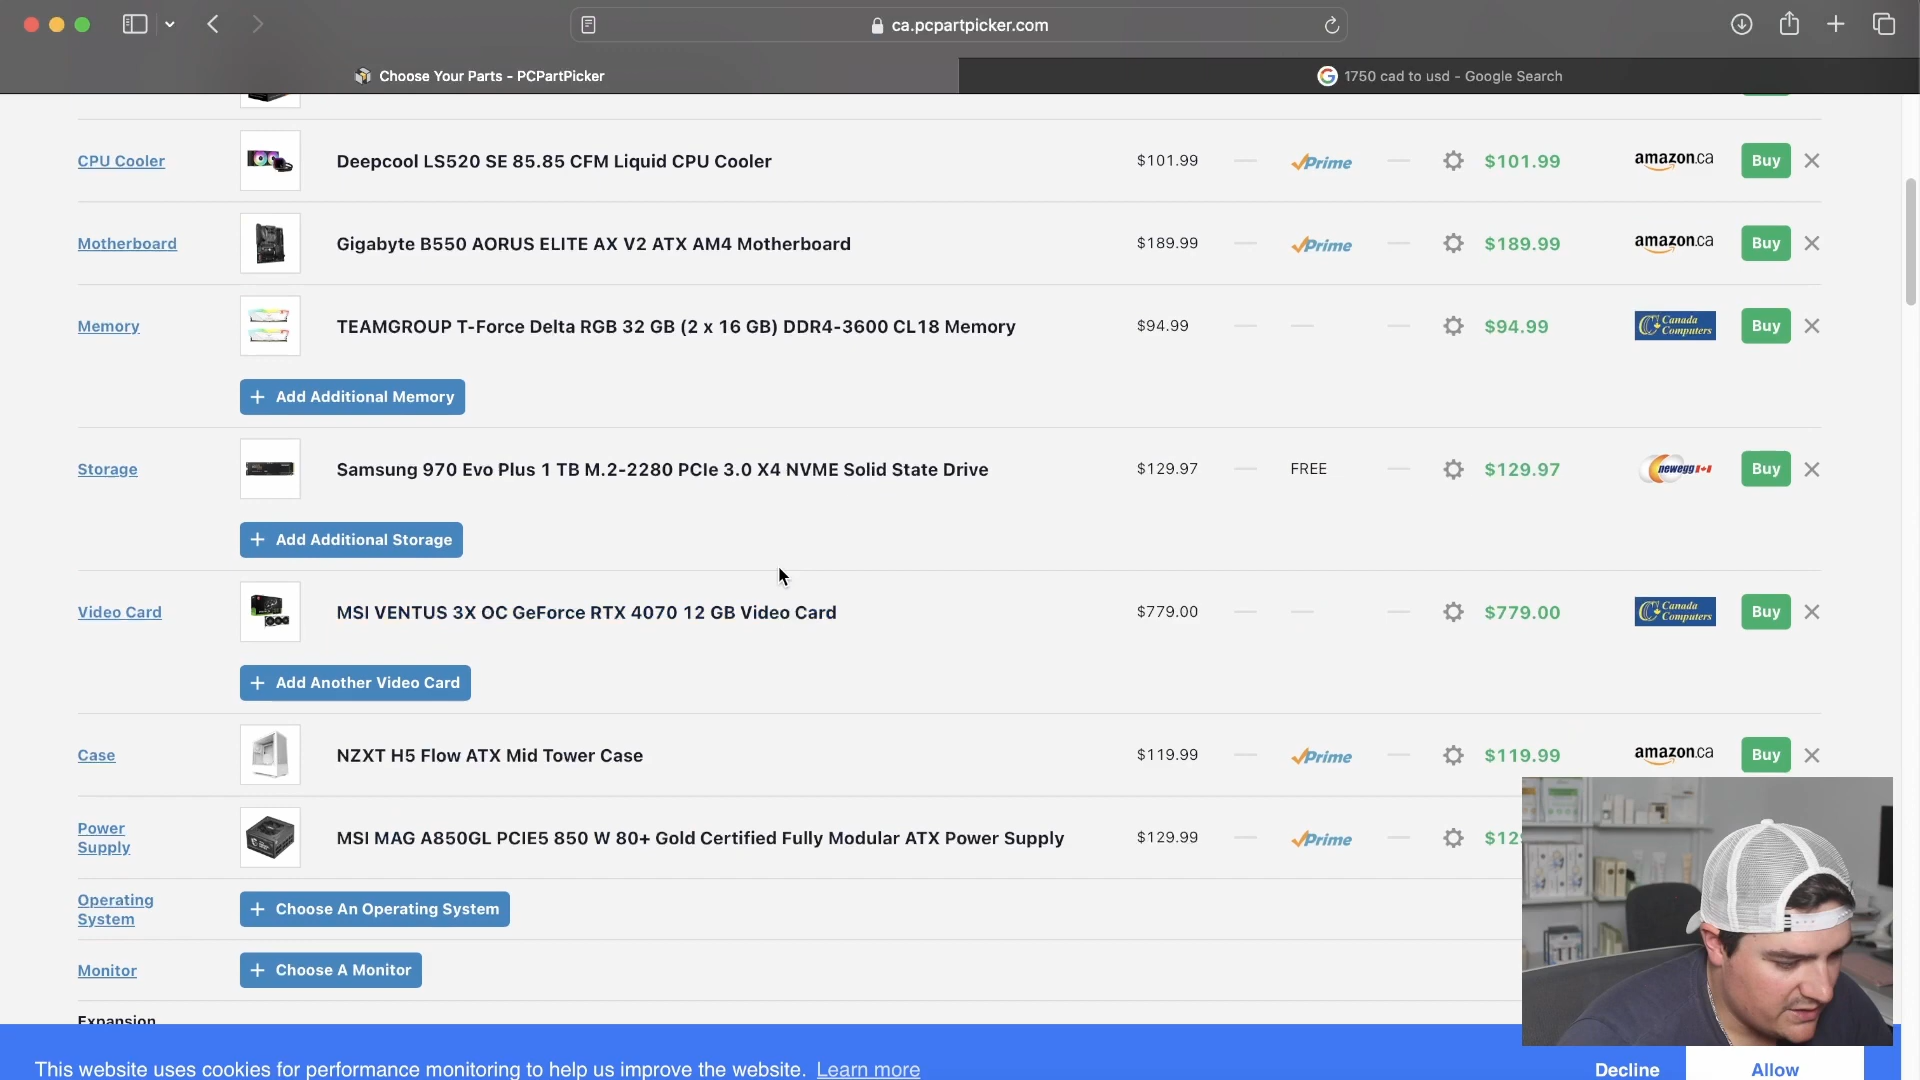 ca.pcpartpicker.com
Choose Your Parts - PCPartPicker
1750 cad to usd - Google Search
CPU Cooler
Deepcool LS520 SE 85.85 CFM Liquid CPU Cooler
$101.99
Prime
$101.99
amazon.ca
Buy
Motherboard
Gigabyte B550 AORUS ELITE AX V2 ATX AM4 Motherboard
$189.99
Prime
$189.99
amazon.ca
Buy
Memory
TEAMGROUP T-Force Delta RGB 32 GB (2 x 16 GB) DDR4-3600 CL18 Memory
$94.99
$94.99
Canada
Computers
Buy
+ Add Additional Memory
Storage
Samsung 970 Evo Plus 1 TB M.2-2280 PCIe 3.0 X4 NVME Solid State Drive
$129.97
FREE
$129.97
newegg
Buy
+ Add Additional Storage
Video Card
MSI VENTUS 3X OC GeForce RTX 4070 12 GB Video Card
$779.00
$779.00
Canada
Computers
Buy
+ Add Another Video Card
Case
NZXT H5 Flow ATX Mid Tower Case
$119.99
Prime
$119.99
amazon.ca
Buy
Power
Supply
MSI MAG A850GL PCIE5 850 W 80+ Gold Certified Fully Modular ATX Power Supply
$129.99
Prime
$12
Operating
System
+ Choose An Operating System
Monitor
+ Choose A Monitor
Expansion
This website uses cookies for performance monitoring to help us improve the website. Learn more
Decline
Allow